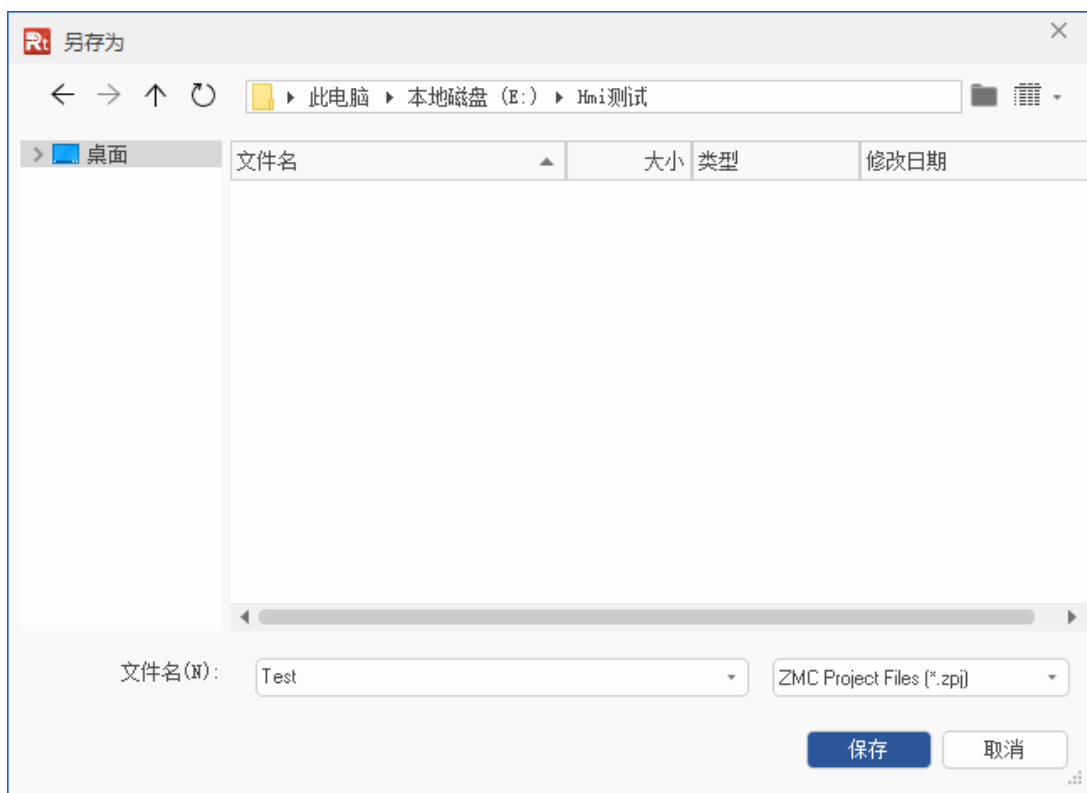 Rt 另存为
此电脑 本地磁盘 (E:) Hmi测试
桌面
文件名 大小 类型 修改日期
文件名(N): Test ZMC Project Files (*.zpj)
保存 取消